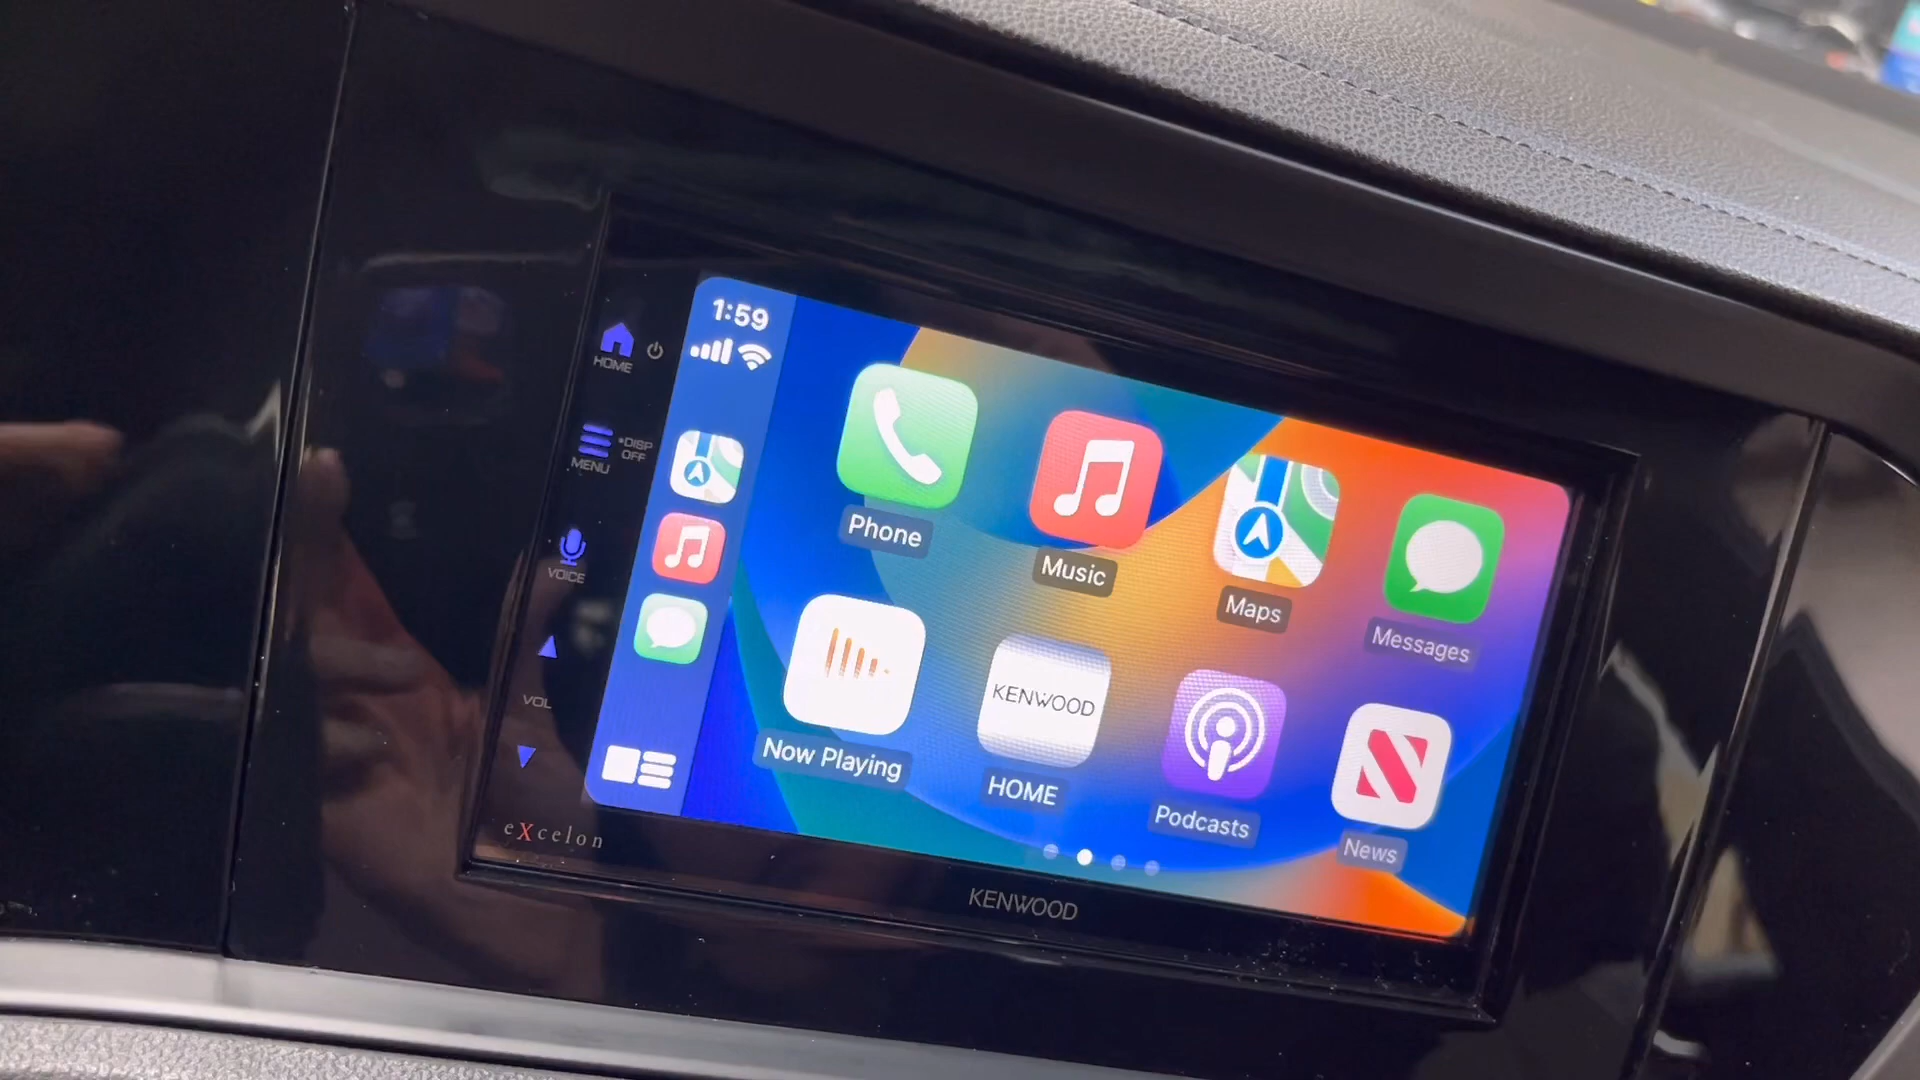 1:59
HOME
*DISP
OFF
MENU
VOICE
VOL
Phone
Music
Maps
Messages
Now Playing
KENWOOD
HOME
Podcasts
News
eXcelon
KENWOOD